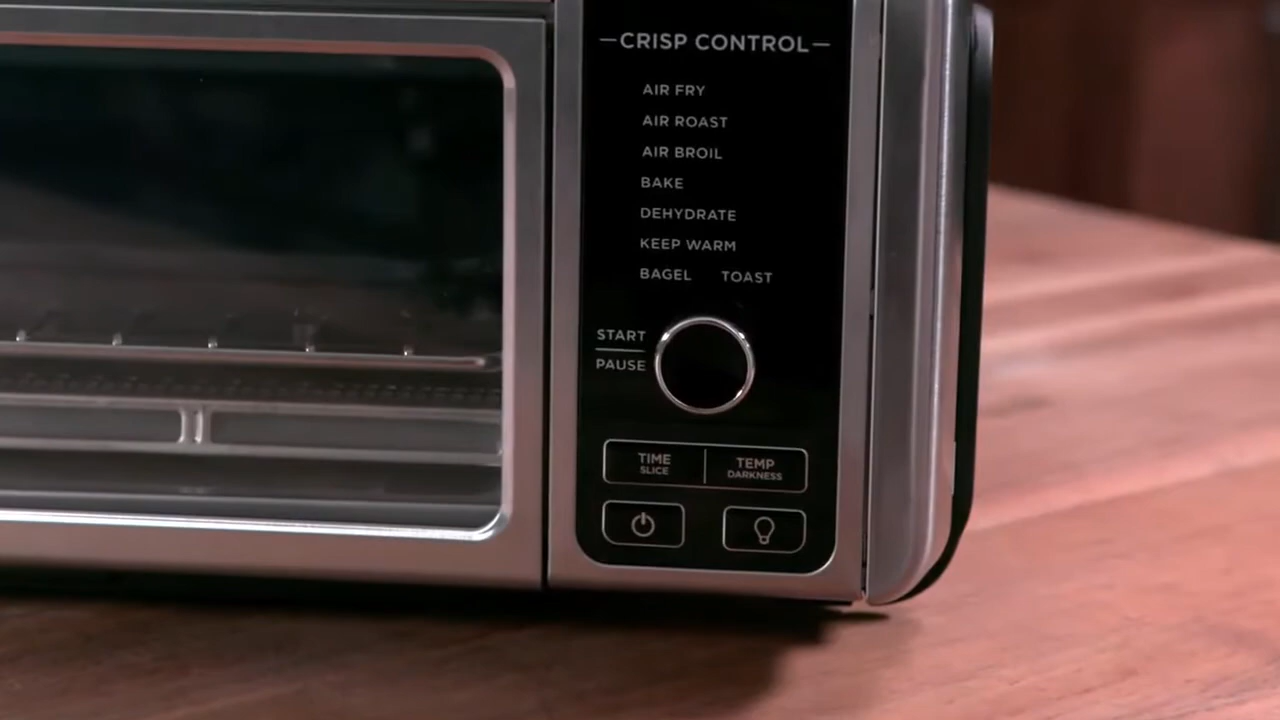 CRISP CONTROL
AIR FRY
AIR ROAST
AIR BROIL
BAKE
DEHYDRATE
KEEP WARM
BAGEL TOAST
START
PAUSE
TIME TEMP
SLICE DARKNESS